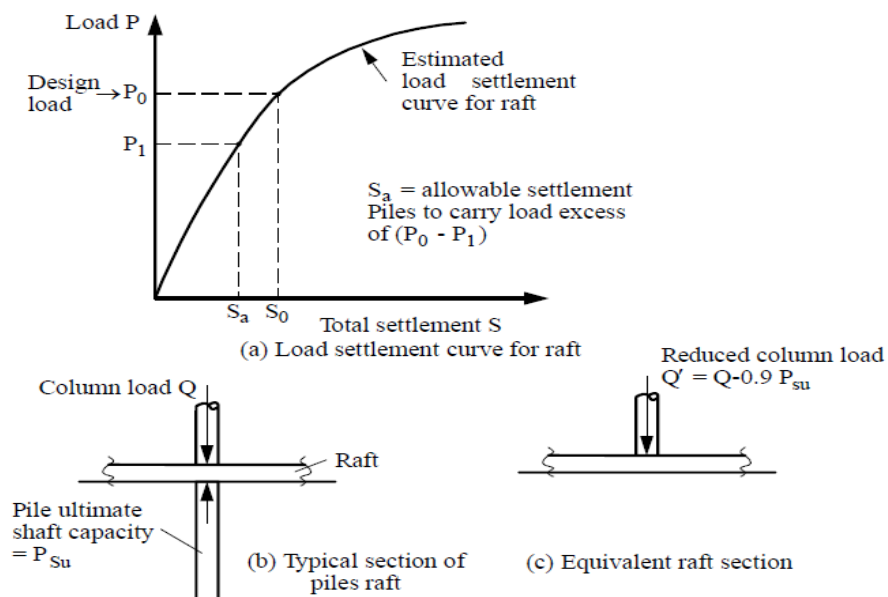 Load P
Design
load
→P₀
P₁
Estimated
load settlement
curve for raft
Sₐ = allowable settlement
Piles to carry load excess
of (P₀ - P₁)
Sₐ
S₀
Total settlement S
(a) Load settlement curve for raft
Column load Q
Raft
Pile ultimate
shaft capacity
= P_Su
(b) Typical section of
piles raft
Reduced column load
Q′ = Q-0.9 P_su
(c) Equivalent raft section